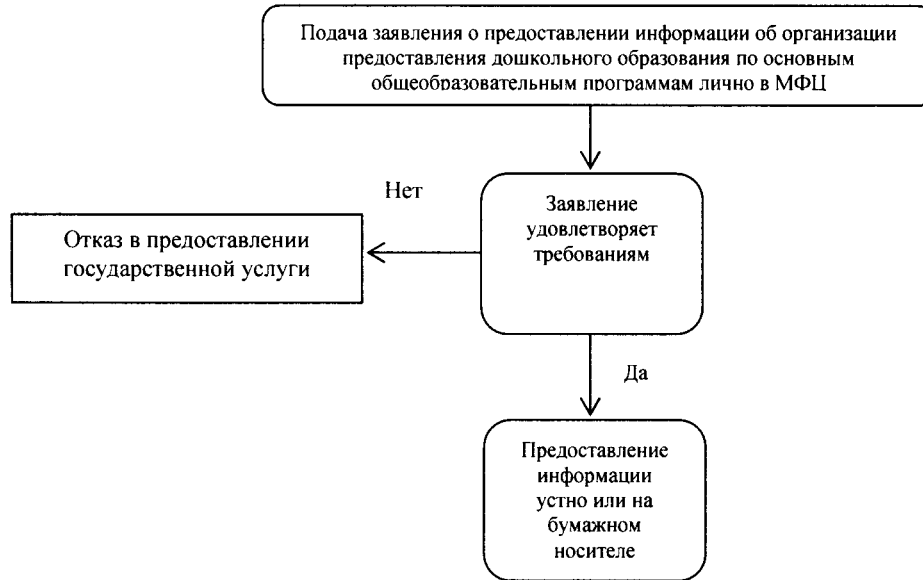 Подача заявления о предоставлении информации об организации
предоставления дошкольного образования по основным
общеобразовательным программам лично в МФЦ
Нет
Заявление
удовлетворяет
требованиям
Отказ в предоставлении
государственной услуги
Да
Предоставление
информации
устно или на
бумажном
носителе